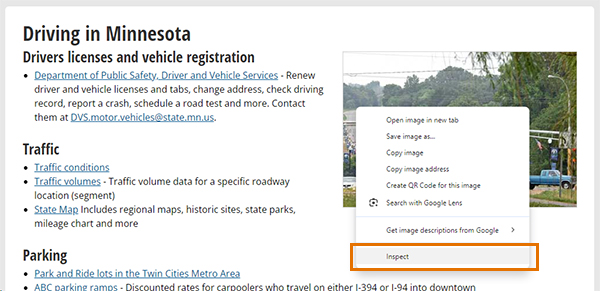 Driving in Minnesota
Drivers licenses and vehicle registration
• Department of Public Safety, Driver and Vehicle Services - Renew
driver and vehicle licenses and tabs, change address, check driving
record, report a crash, schedule a road test and more. Contact
them at DVS.motor.vehicles@state.mn.us.
Traffic
• Traffic conditions
• Traffic volumes - Traffic volume data for a specific roadway
location (segment)
• State Map Includes regional maps, historic sites, state parks,
mileage chart and more
Parking
• Park and Ride lots in the Twin Cities Metro Area
• ABC parking ramps - Discounted rates for carpoolers who travel on either I-394 or I-94 into downtown
Open image in new tab
Save image as...
Copy image
Copy image address
Create QR Code for this image
Search with Google Lens
Get image descriptions from Google
Inspect